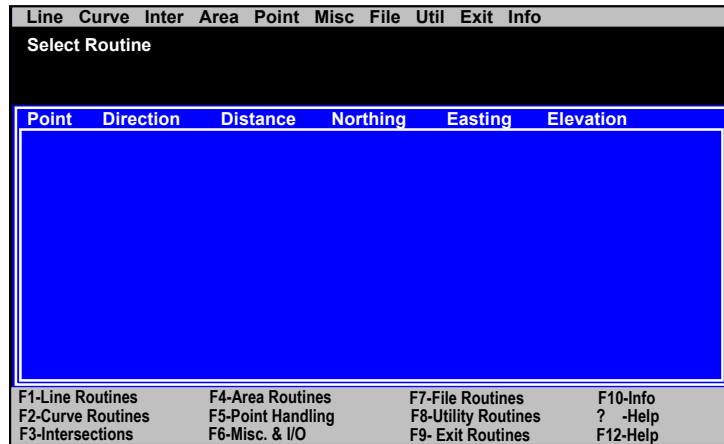 Line Curve Inter Area Point Misc File Util Exit Info
Select Routine
Point Direction Distance Northing Easting Elevation
F1-Line Routines F4-Area Routines F7-File Routines F10-Info
F2-Curve Routines F5-Point Handling F8-Utility Routines ? -Help
F3-Intersections F6-Misc. & I/O F9- Exit Routines F12-Help